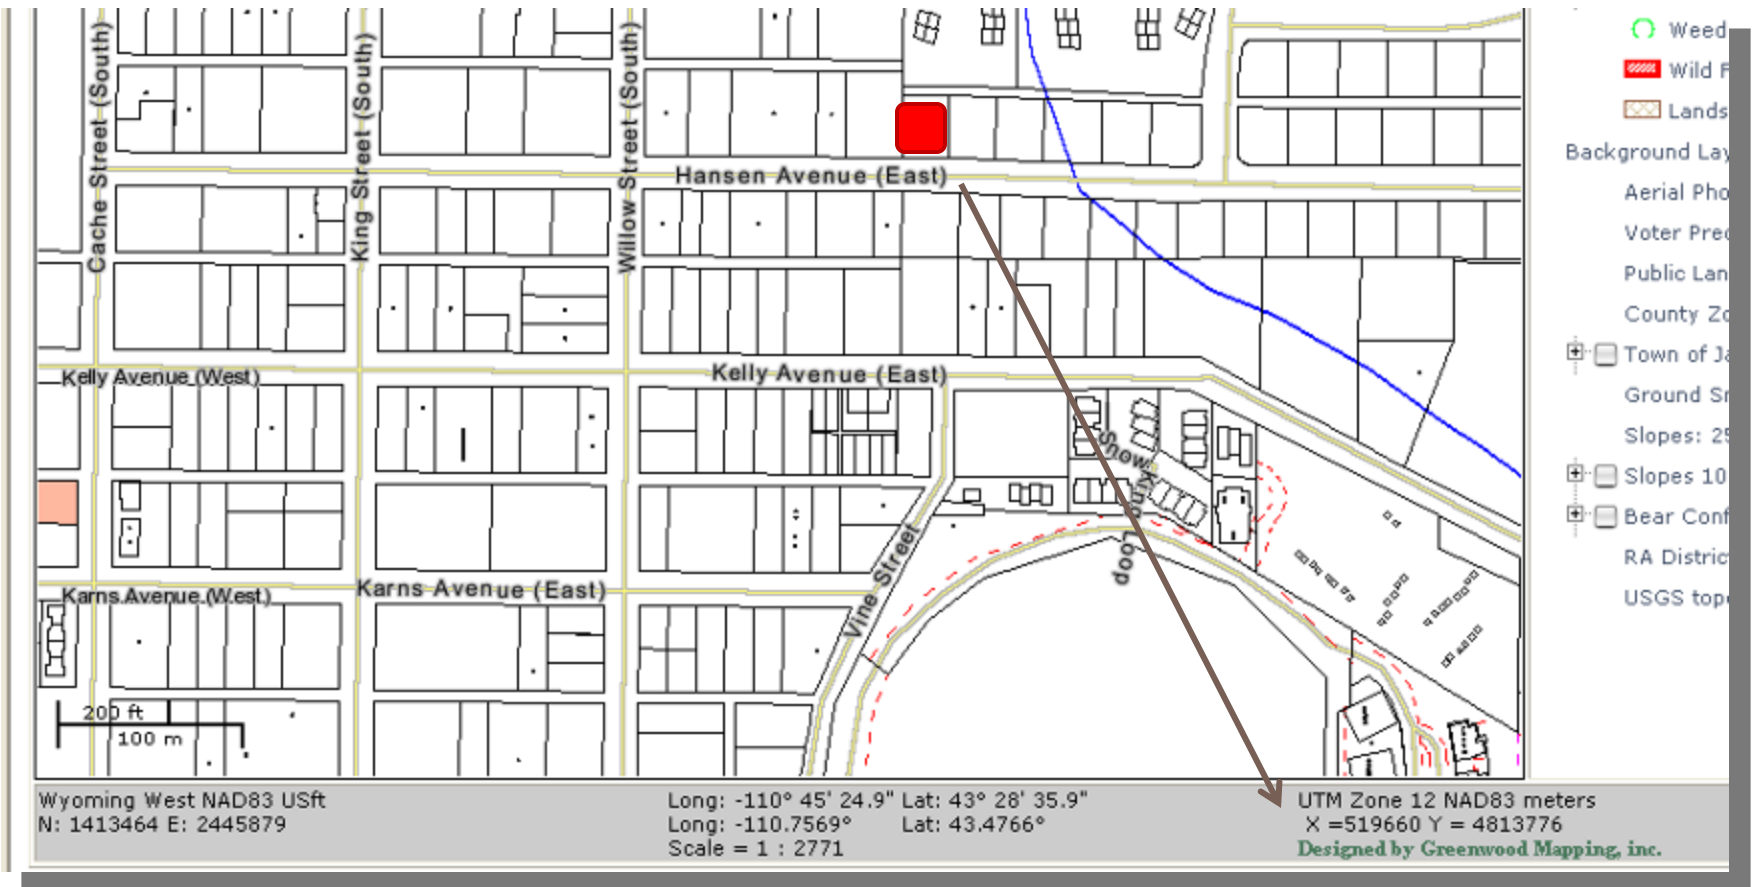 Weed
Wild F
Lands
Background Lay
Aerial Pho
Voter Prec
Public Lan
County Zo
Town of Ja
Ground Sr
Slopes: 25
Slopes 10
Bear Conf
RA Distric
USGS topo
Cache Street (South)
King Street (South)
Willow Street (South)
Hansen Avenue (East)
Kelly Avenue (West)
Kelly Avenue (East)
Snow King Loop
Vine Street
Karns Avenue (West)
Karns Avenue (East)
200 ft
100 m
Wyoming West NAD83 USft
N: 1413464 E: 2445879
Long: -110° 45' 24.9" Lat: 43° 28' 35.9"
Long: -110.7569° Lat: 43.4766°
Scale = 1 : 2771
UTM Zone 12 NAD83 meters
X =519660 Y = 4813776
Designed by Greenwood Mapping, inc.